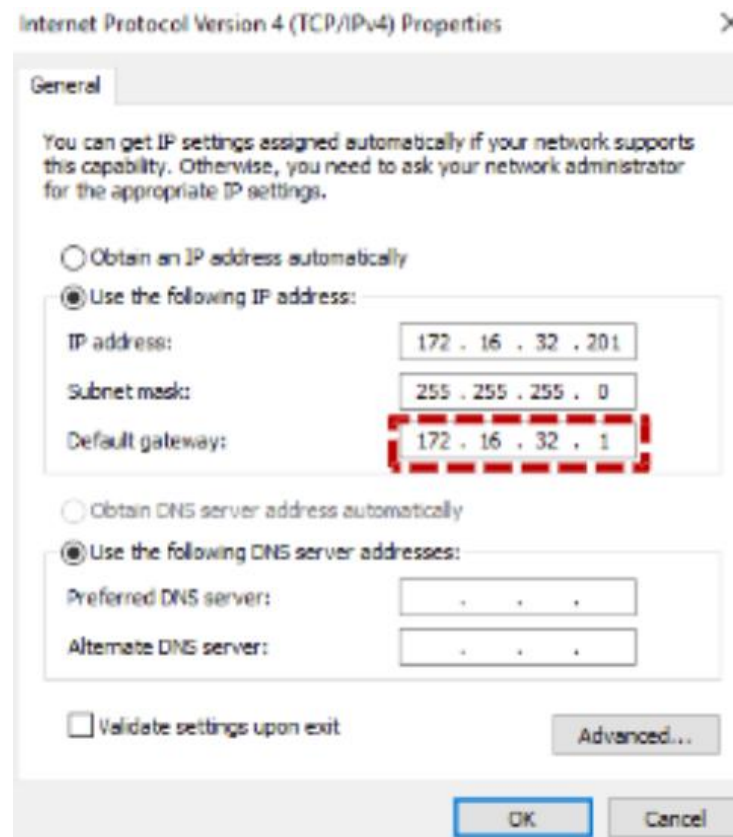 Internet Protocol Version 4 (TCP/IPv4) Properties
General
You can get IP settings assigned automatically if your network supports
this capability. Otherwise, you need to ask your network administrator
for the appropriate IP settings.
Obtain an IP address automatically
Use the following IP address:
IP address: 172 . 16 . 32 . 201
Subnet mask: 255 . 255 . 255 . 0
Default gateway: 172 . 16 . 32 . 1
Obtain DNS server address automatically
Use the following DNS server addresses:
Preferred DNS server: . . .
Alternate DNS server: . . .
Validate settings upon exit
Advanced...
OK Cancel